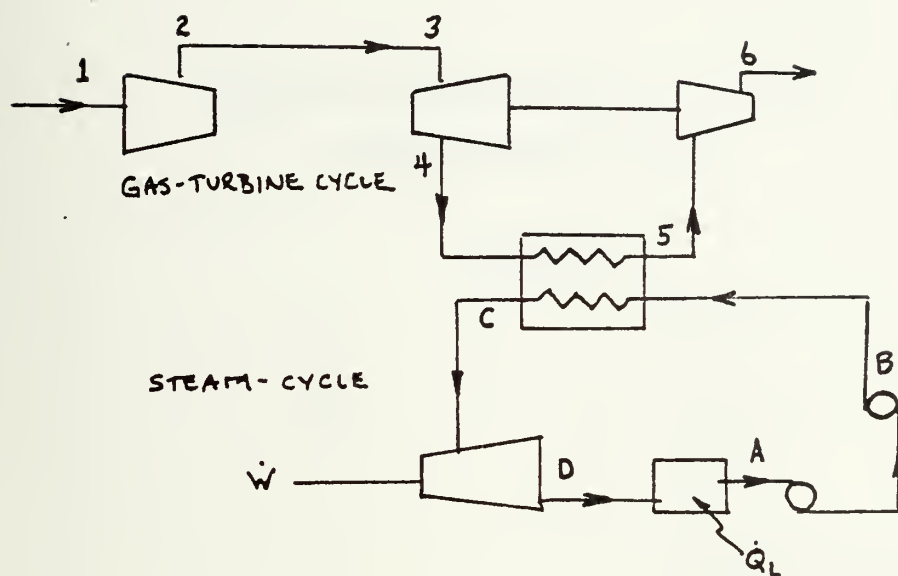 1
2
3
6
GAS-TURBINE CYCLE
4
5
C
B
STEAM-CYCLE
Ẇ
D
A
Q̇L